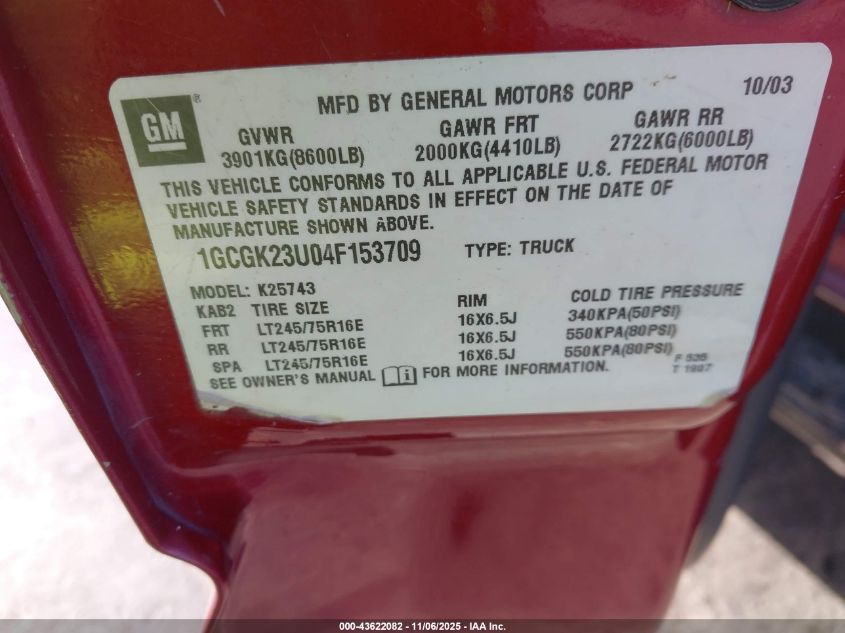 GM ®
MFD BY GENERAL MOTORS CORP 10/03
GVWR GAWR FRT GAWR RR
3901KG(8600LB) 2000KG(4410LB) 2722KG(6000LB)
THIS VEHICLE CONFORMS TO ALL APPLICABLE U.S. FEDERAL MOTOR
VEHICLE SAFETY STANDARDS IN EFFECT ON THE DATE OF
MANUFACTURE SHOWN ABOVE.
1GCGK23U04F153709 TYPE: TRUCK
MODEL: K25743
KAB2 TIRE SIZE RIM COLD TIRE PRESSURE
FRT LT245/75R16E 16X6.5J 340KPA(50PSI)
RR LT245/75R16E 16X6.5J 550KPA(80PSI)
SPA LT245/75R16E 16X6.5J 550KPA(80PSI)
SEE OWNER'S MANUAL FOR MORE INFORMATION.
F
T
000-43622082 - 11/06/2025 - IAA Inc.